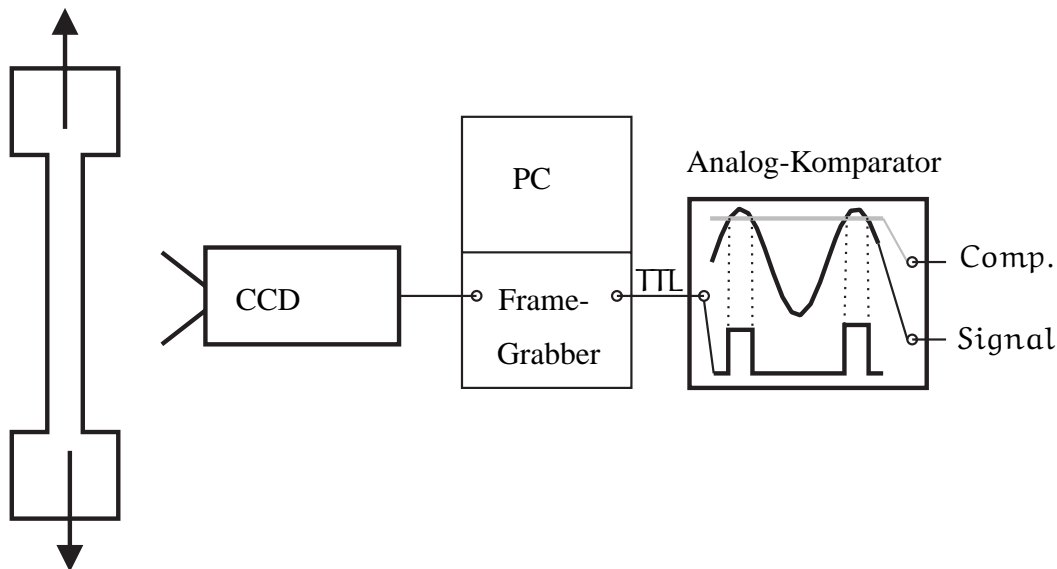 PC
Analog-Komparator
CCD
Frame-
Grabber
TTL
Comp.
Signal